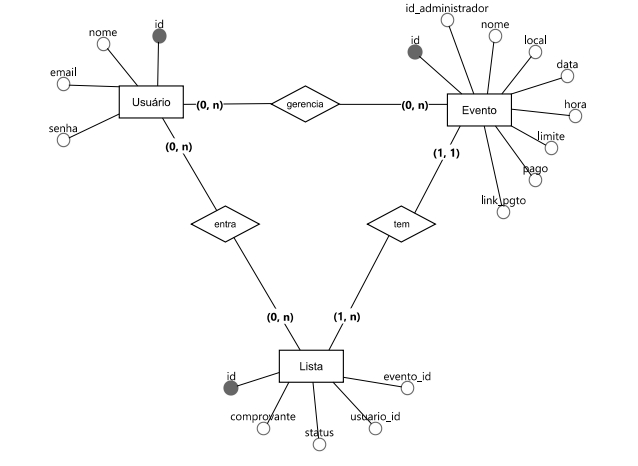 id_administrador
id
nome
nome
id
local
email
data
Usuário
(0, n)
gerencia
(0, n)
Evento
hora
senha
limite
(0, n)
(1, 1)
pago
link_pgto
entra
tem
(0, n)
(1, n)
Lista
id
evento_id
comprovante
usuario_id
status